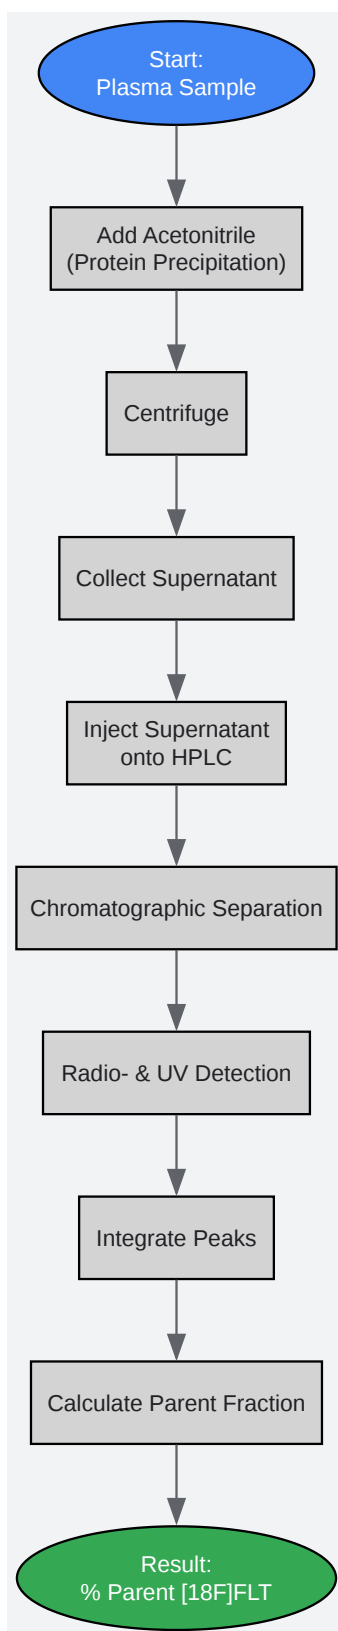 Start:
Plasma Sample
Add Acetonitrile
(Protein Precipitation)
Centrifuge
Collect Supernatant
Inject Supernatant
onto HPLC
Chromatographic Separation
Radio- & UV Detection
Integrate Peaks
Calculate Parent Fraction
Result:
% Parent [18F]FLT